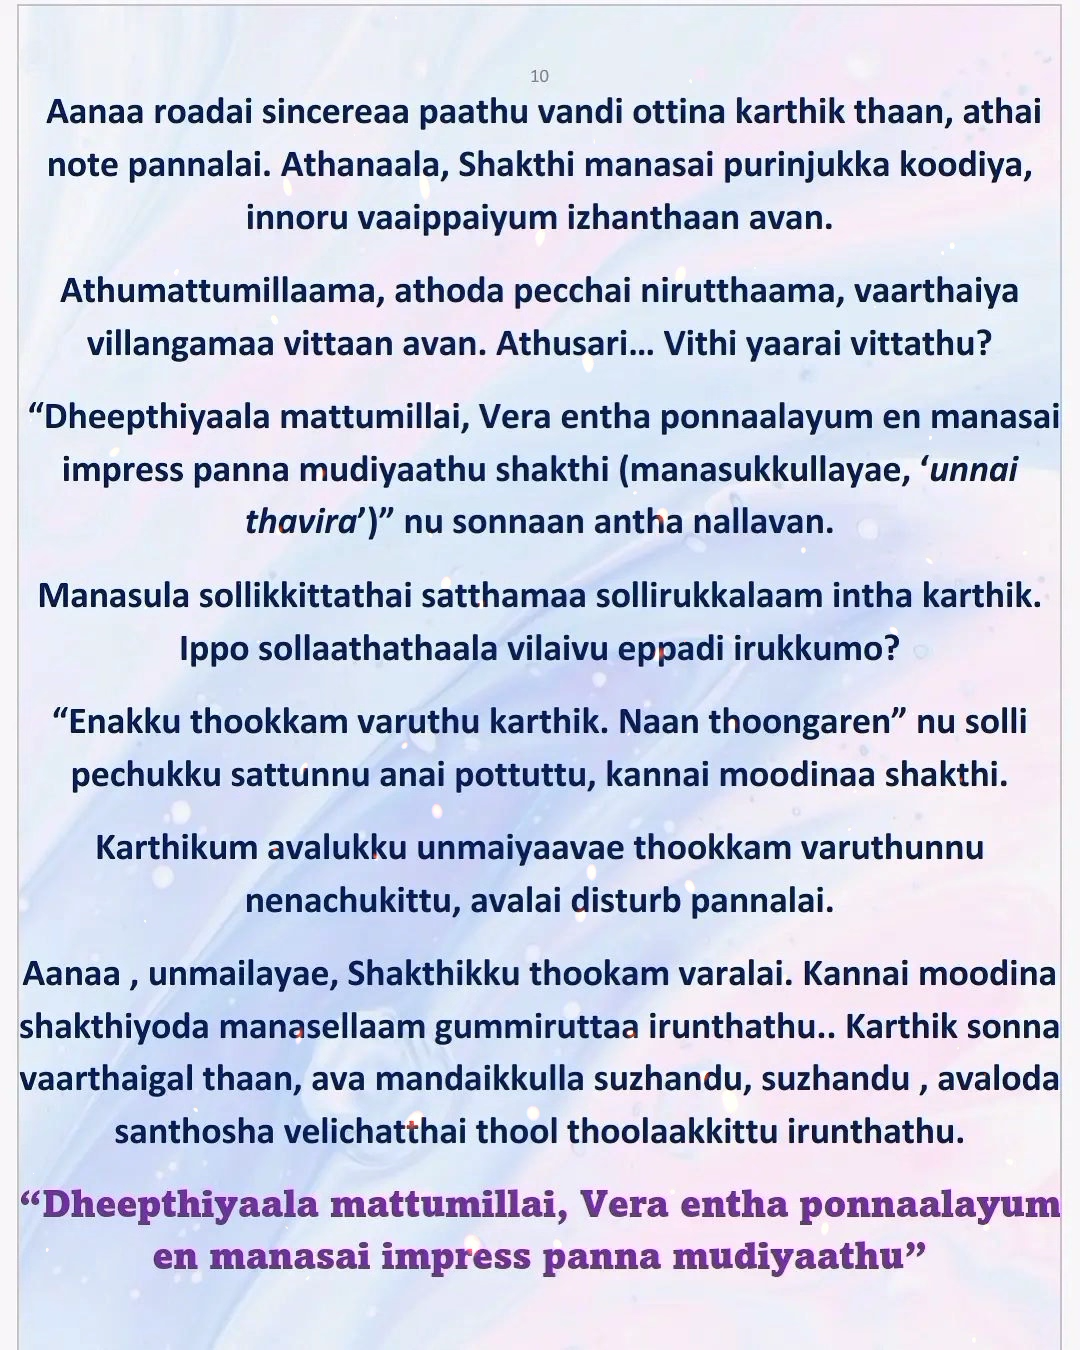 10
Aanaa roadai sincereaa paathu vandi ottina karthik thaan, athai
note pannalai. Athanaala, Shakthi manasai purinjukka koodiya,
innoru vaaippaiyum izhanthaan avan.
Athumattumillaama, athoda pecchai nirutthaama, vaarthaiya
villangamaa vittaan avan. Athusari... Vithi yaarai vittathu?
“Dheepthiyaala mattumillai, Vera entha ponnaalayum en manasai
impress panna mudiyaathu shakthi (manasukkullayae, ‘unnai
thavira’)” nu sonnaan antha nallavan.
Manasula sollikkittathai satthamaa sollirukkalaam intha karthik.
Ippo sollaathathaala vilaivu eppadi irukkumo?
“Enakku thookkam varuthu karthik. Naan thoongaren” nu solli
pechukku sattunnu anai pottuttu, kannai moodinaa shakthi.
Karthikum avalukku unmaiyaavae thookkam varuthunnu
nenachukittu, avalai disturb pannalai.
Aanaa , unmailayae, Shakthikku thookam varalai. Kannai moodina
shakthiyoda manasellaam gummiruttaa irunthathu.. Karthik sonna
vaarthaigal thaan, ava mandaikkulla suzhandu, suzhandu , avaloda
santhosha velichatthai thool thoolaakkittu irunthathu.
“Dheepthiyaala mattumillai, Vera entha ponnaalayum
en manasai impress panna mudiyaathu”